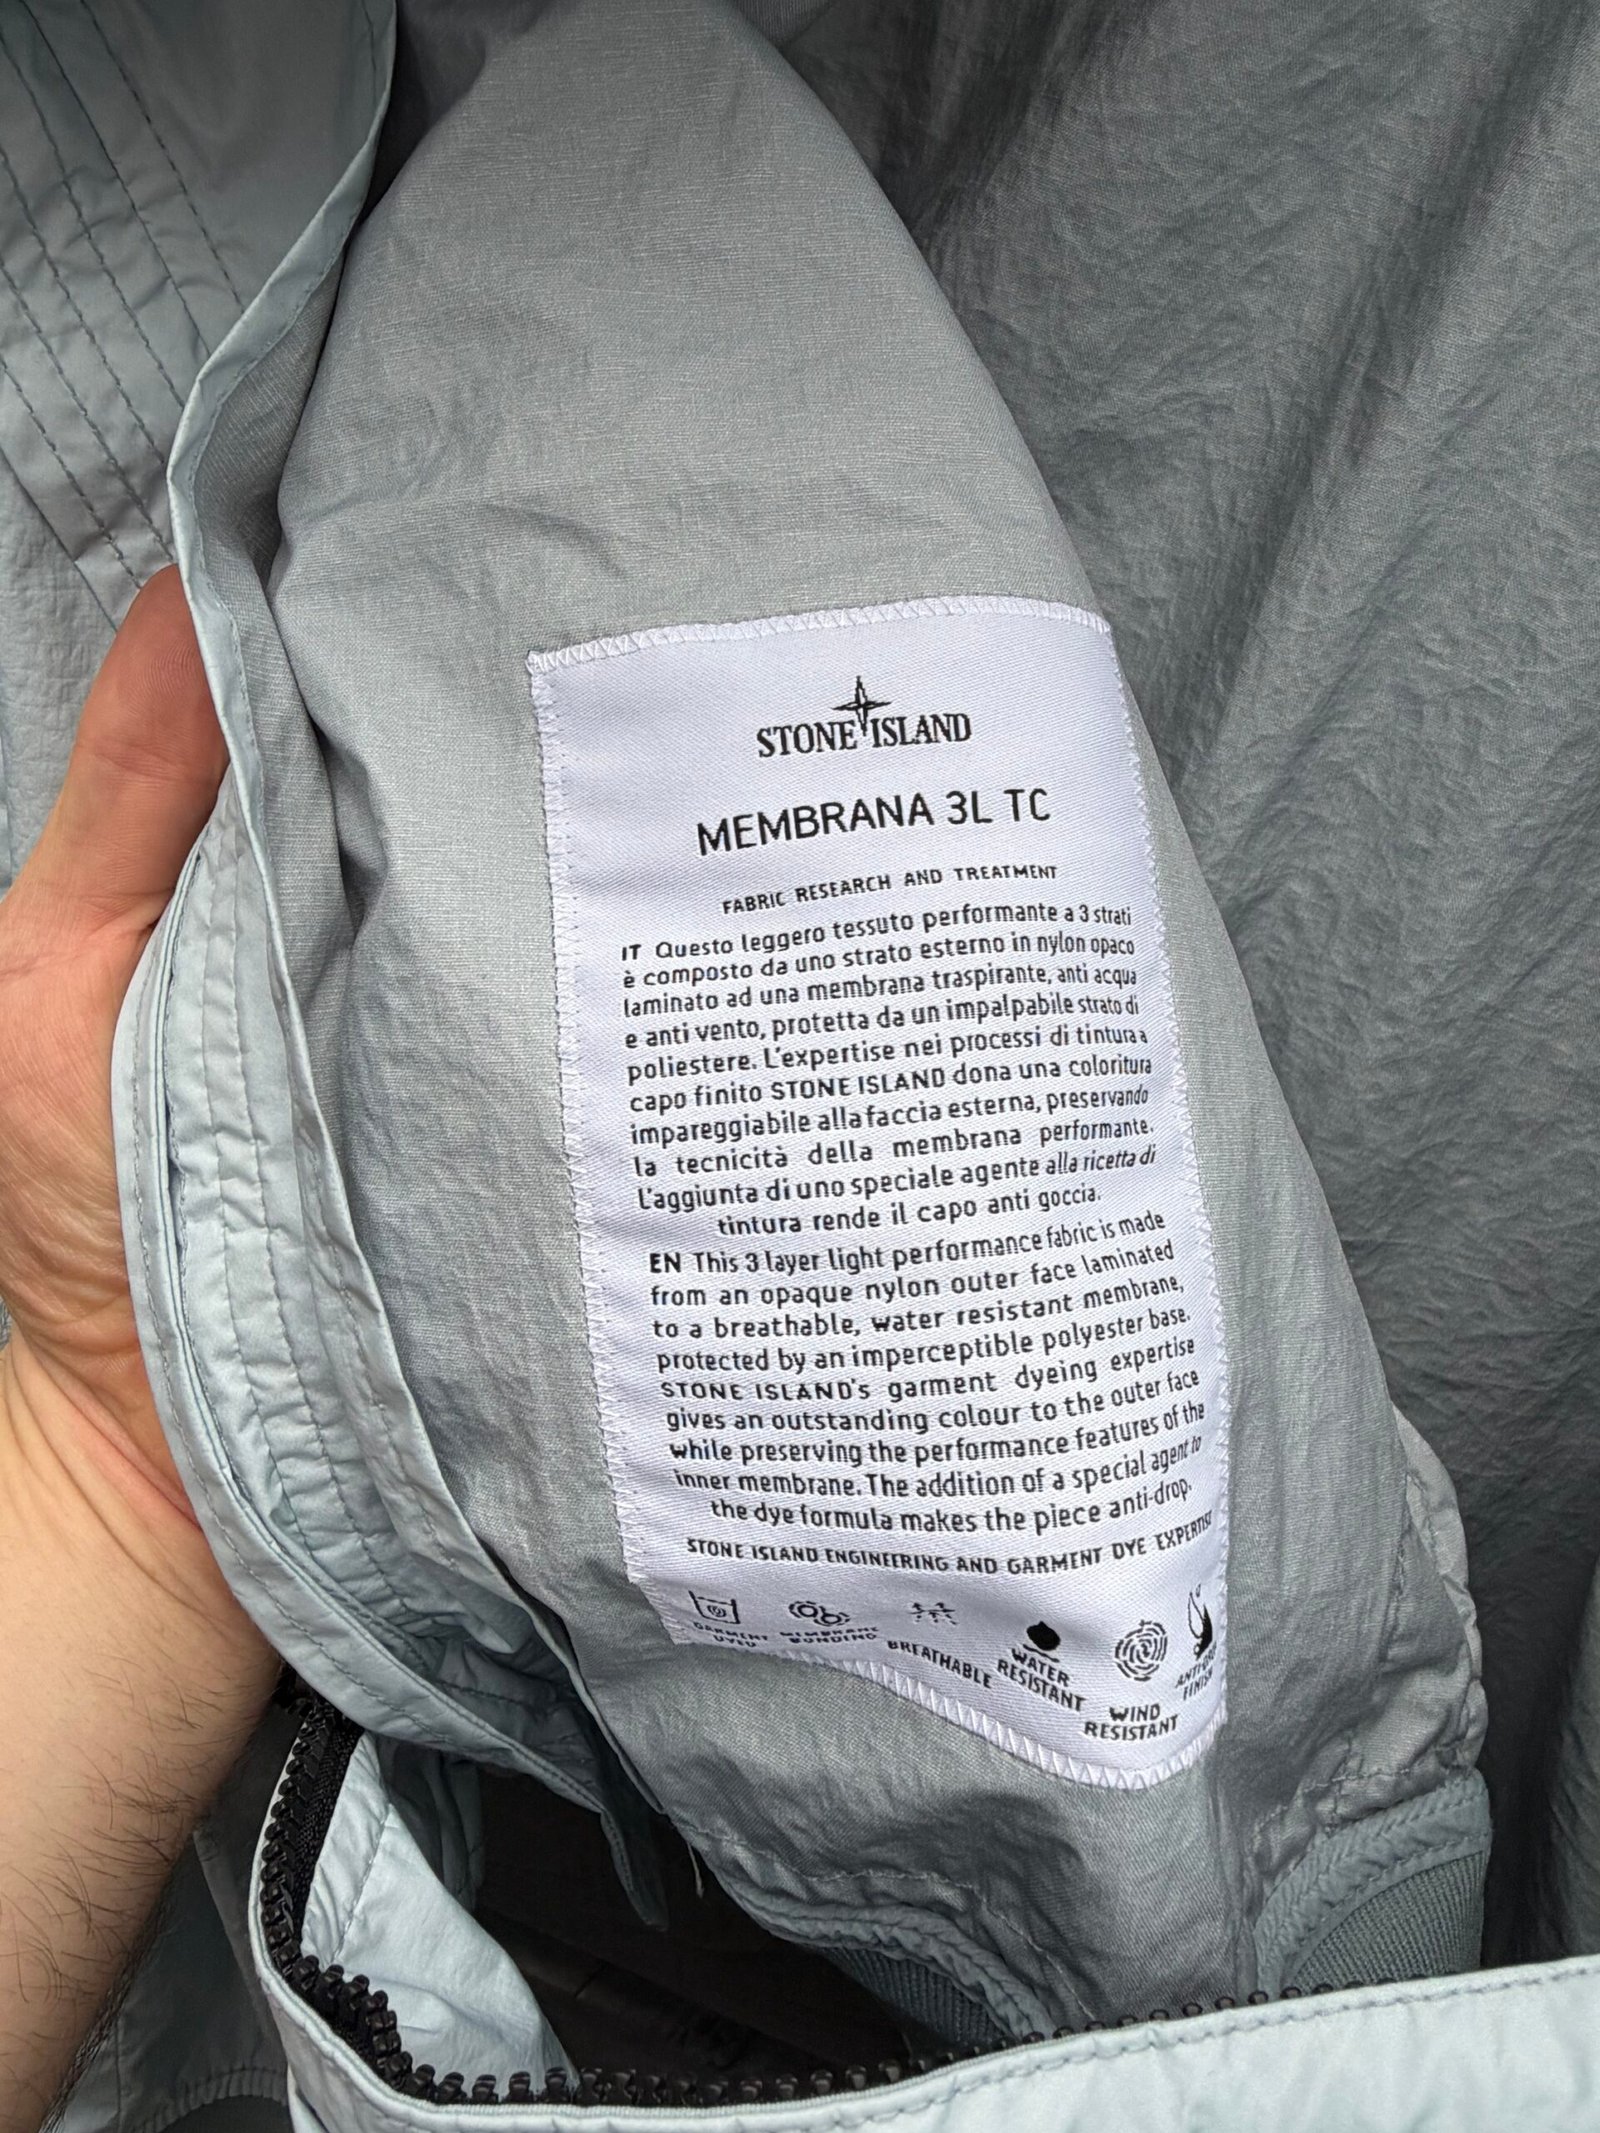 STONE ISLAND
MEMBRANA 3L TC
FABRIC RESEARCH AND TREATMENT
IT Questo leggero tessuto performante a 3 strati
è composto da uno strato esterno in nylon opaco
laminato ad una membrana traspirante, anti acqua
e anti vento, protetta da un impalpabile strato di
poliestere. L'expertise nei processi di tintura a
capo finito STONE ISLAND dona una coloritura
impareggiabile alla faccia esterna, preservando
la tecnicità della membrana performante.
L'aggiunta di uno speciale agente alla ricetta di
tintura rende il capo anti goccia.
EN This 3 layer light performance fabric is made
from an opaque nylon outer face laminated
to a breathable, water resistant membrane,
protected by an imperceptible polyester base.
STONE ISLAND's garment dyeing expertise
gives an outstanding colour to the outer face
while preserving the performance features of the
inner membrane. The addition of a special agent to
the dye formula makes the piece anti-drop.
STONE ISLAND ENGINEERING AND GARMENT DYE EXPERTISE
GARMENT
DYED
MEMBRANE
BONDING
BREATHABLE
WATER
RESISTANT
WIND
RESISTANT
ANTI
FINISH